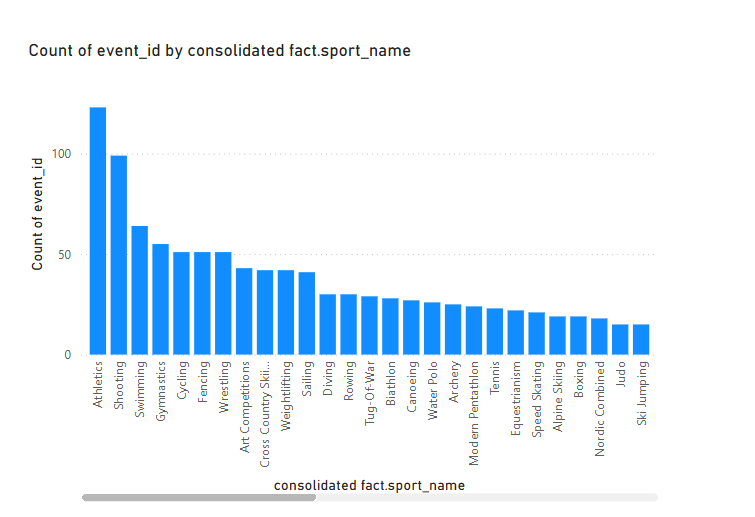 Count of event_id by consolidated fact.sport_name
Count of event_id
100
50
0
Athletics
Shooting
Swimming
Gymnastics
Cycling
Fencing
Wrestling
Art Competitions
Cross Country Skii...
Weightlifting
Sailing
Diving
Rowing
Tug-Of-War
Biathlon
Canoeing
Water Polo
Archery
Modern Pentathlon
Tennis
Equestrianism
Speed Skating
Alpine Skiing
Boxing
Nordic Combined
Judo
Ski Jumping
consolidated fact.sport_name